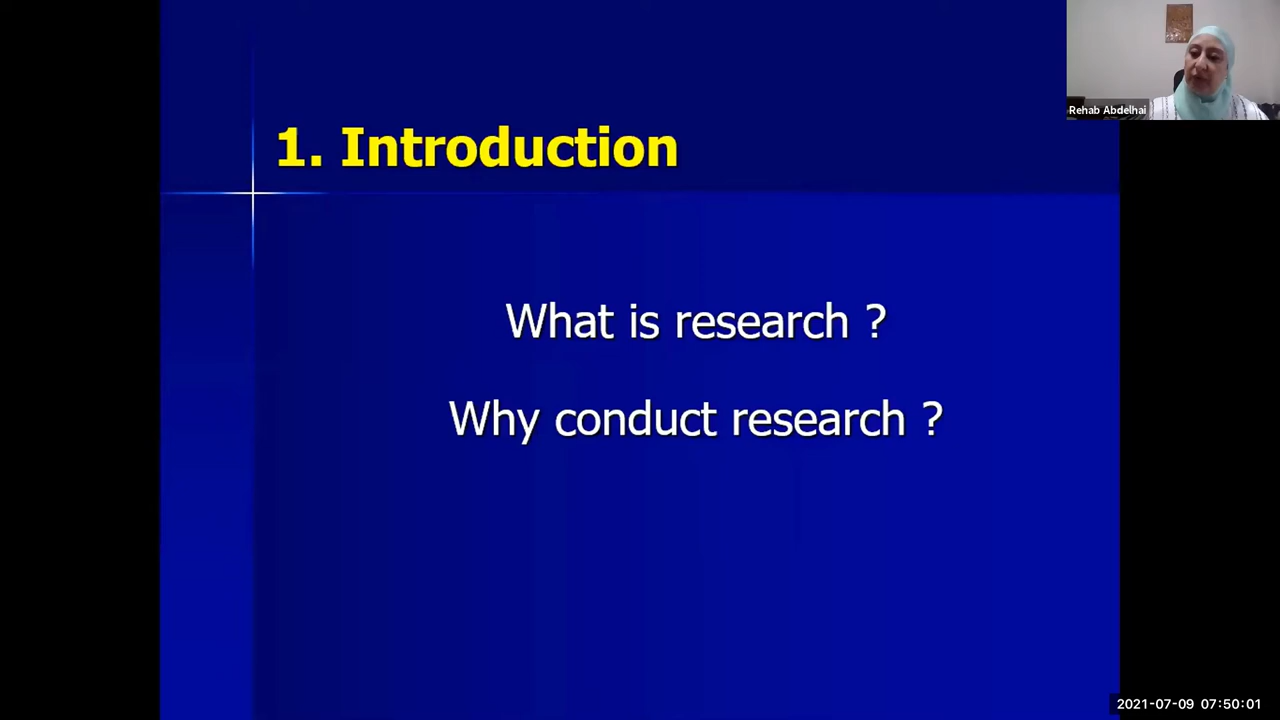 1. Introduction
What is research ?
Why conduct research ?
Rehab Abdelhai
2021-07-09 07:50:01